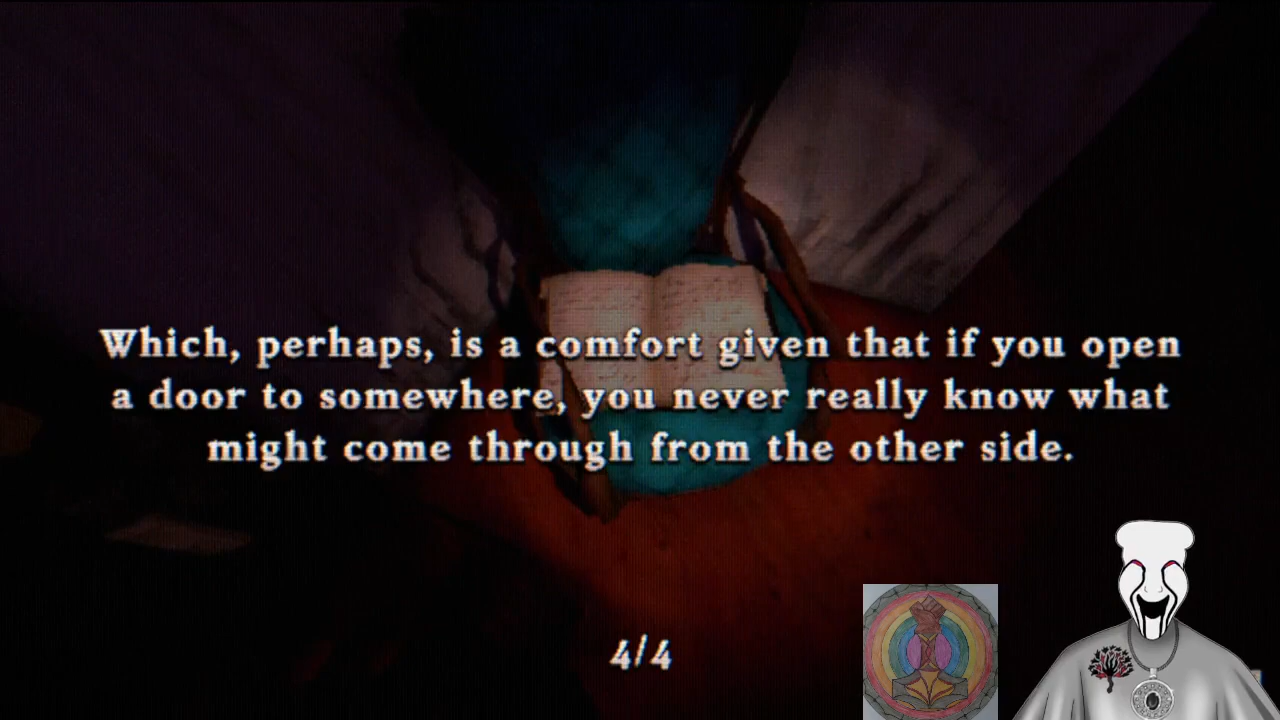 Which, perhaps, is a comfort given that if you open
a door to somewhere, you never really know what
might come through from the other side.
4/4